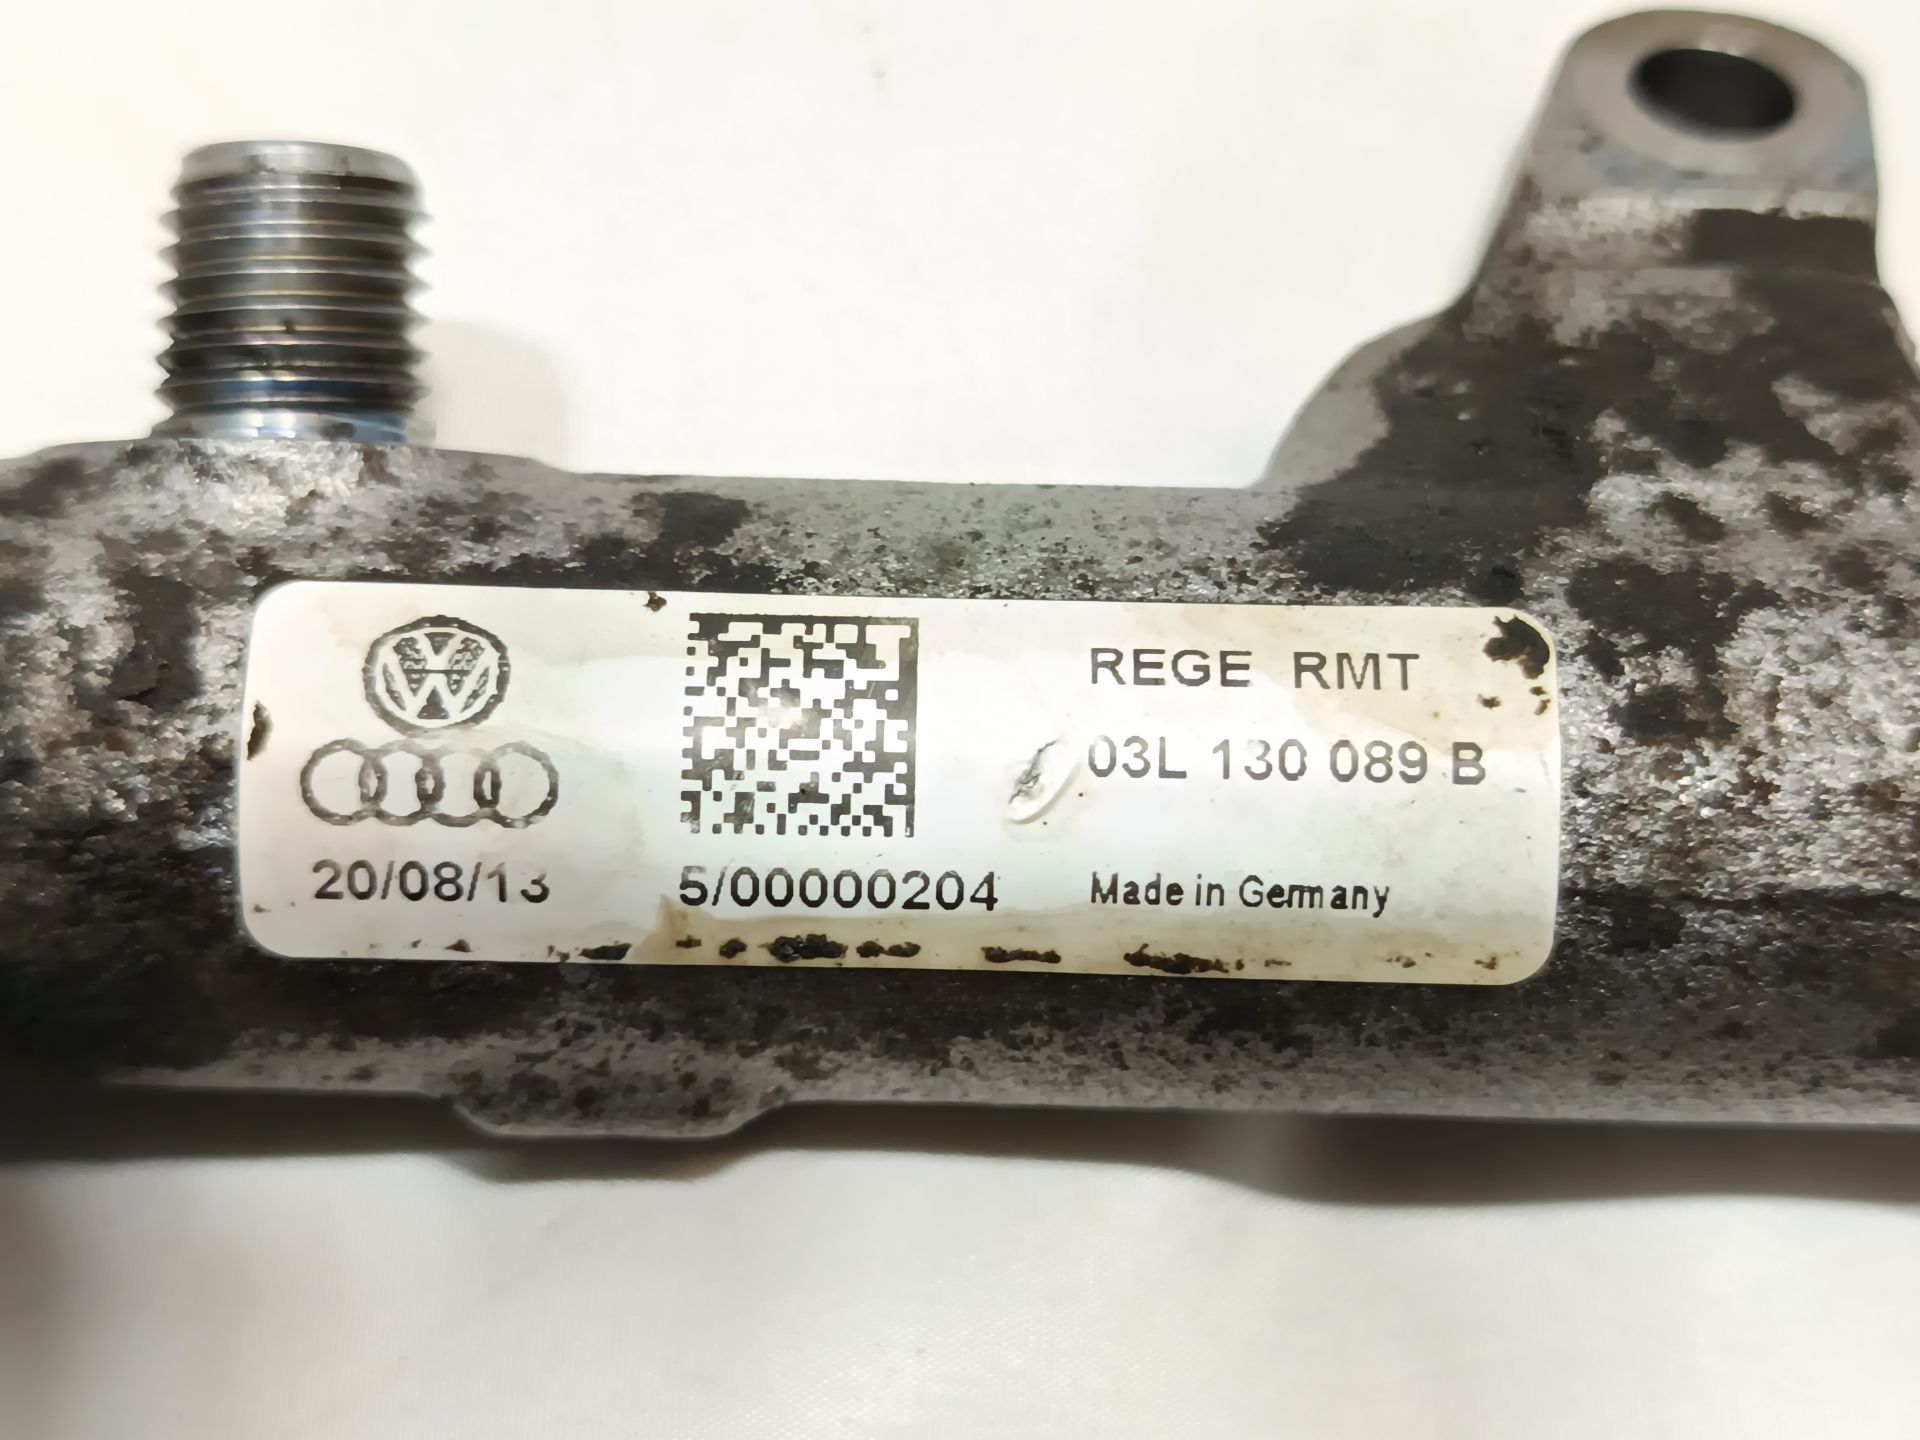 REGE RMT
03L 130 089 B
20/08/13
5/00000204
Made in Germany